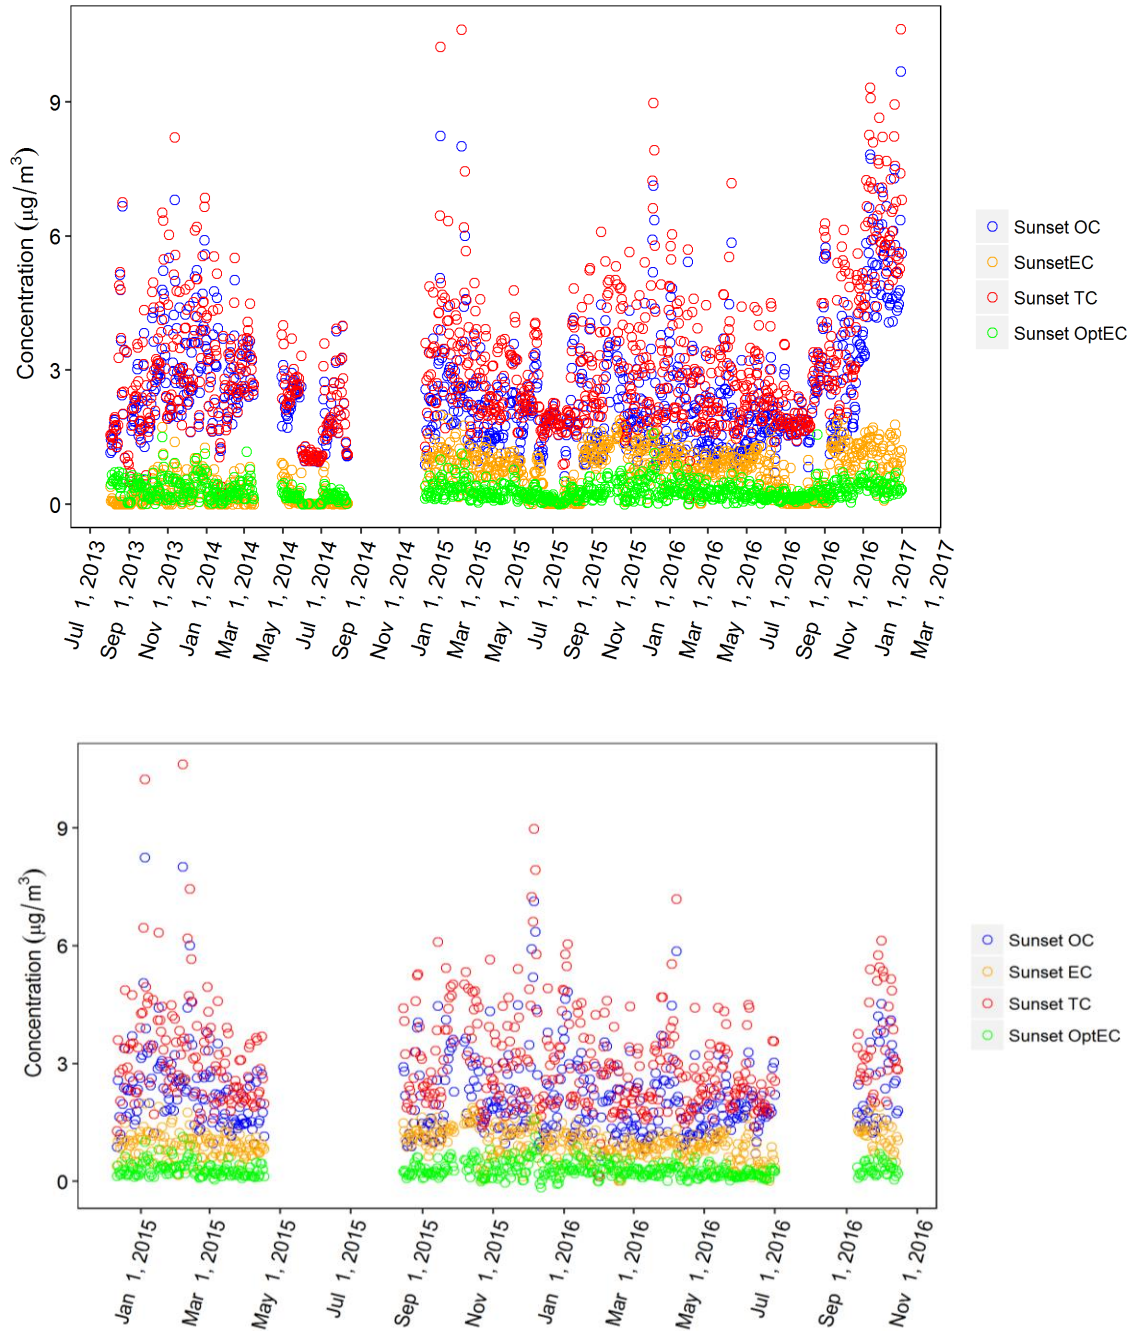 Concentration (μg/m³)
9
6
3
0
Jul 1, 2013
Sep 1, 2013
Nov 1, 2013
Jan 1, 2014
Mar 1, 2014
May 1, 2014
Jul 1, 2014
Sep 1, 2014
Nov 1, 2014
Jan 1, 2015
Mar 1, 2015
May 1, 2015
Jul 1, 2015
Sep 1, 2015
Nov 1, 2015
Jan 1, 2016
Mar 1, 2016
May 1, 2016
Jul 1, 2016
Sep 1, 2016
Nov 1, 2016
Jan 1, 2017
Mar 1, 2017
Sunset OC
SunsetEC
Sunset TC
Sunset OptEC
Concentration (μg/m³)
9
6
3
0
Jan 1, 2015
Mar 1, 2015
May 1, 2015
Jul 1, 2015
Sep 1, 2015
Nov 1, 2015
Jan 1, 2016
Mar 1, 2016
May 1, 2016
Jul 1, 2016
Sep 1, 2016
Nov 1, 2016
Sunset OC
Sunset EC
Sunset TC
Sunset OptEC